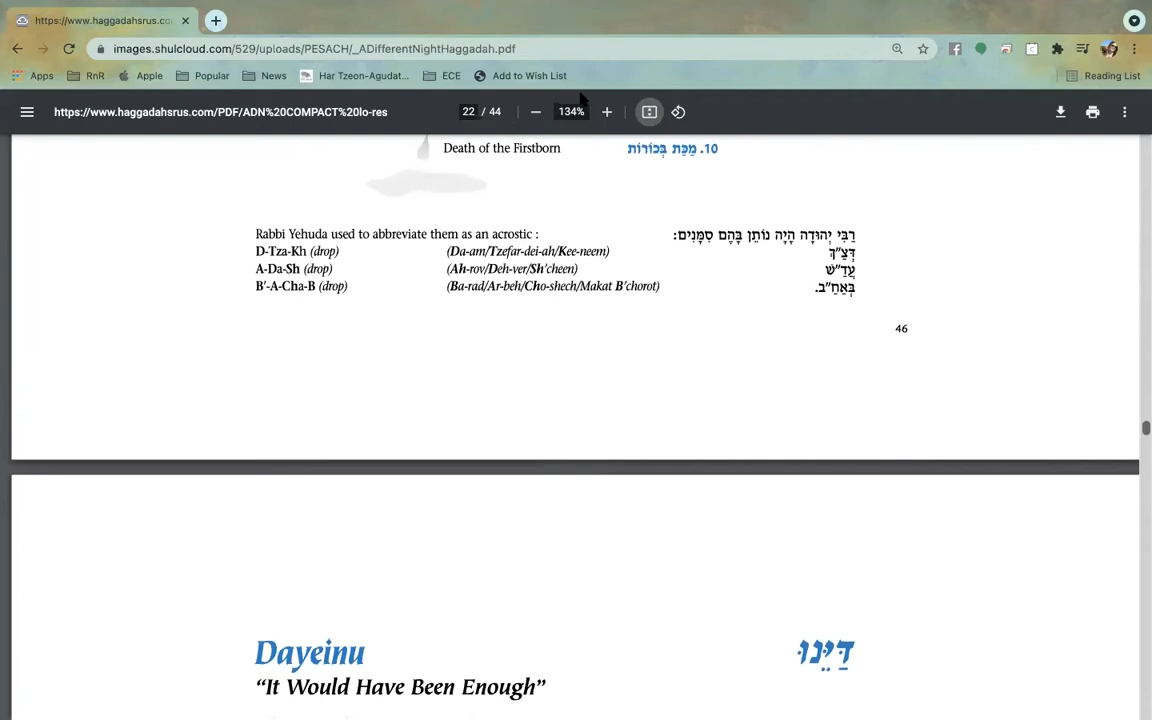 https://www.haggadahsrus.co
images.shulcloud.com/529/uploads/PESACH/_ADifferentNightHaggadah.pdf
Apps RnR Apple Popular News Har Tzeon-Agudat... ECE Add to Wish List Reading List
https://www.haggadahsrus.com/PDF/ADN%20COMPACT%20lo-res 22 / 44 134%
Death of the Firstborn 10. מַכַּת בְּכוֹרוֹת
Rabbi Yehuda used to abbreviate them as an acrostic : רַבִּי יְהוּדָה הָיָה נוֹתֵן בָּהֶם סִמָּנִים:
D-Tza-Kh (drop) (Da-am/Tzefar-dei-ah/Kee-neem) דְּצַ"ךְ
A-Da-Sh (drop) (Ah-rov/Deh-ver/Sh'cheen) עֲדַ"שׁ
B'-A-Cha-B (drop) (Ba-rad/Ar-beh/Cho-shech/Makat B'chorot) בְּאַחַ"ב.
46
Dayeinu דַּיֵּנוּ
“It Would Have Been Enough”